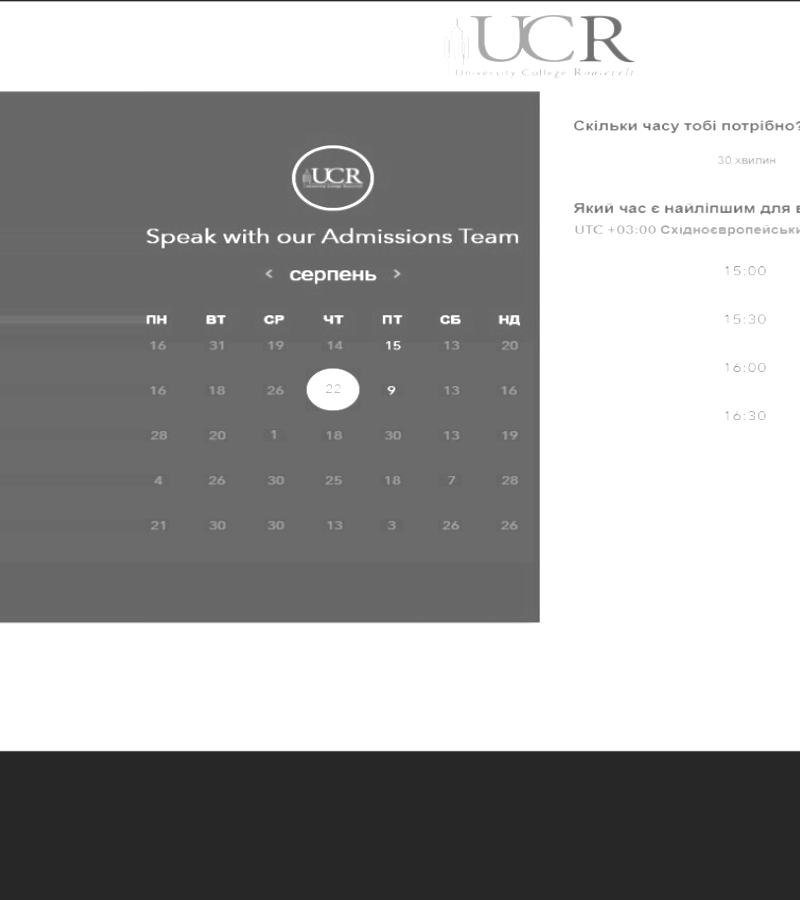 UCR
University College Roosevelt
UCR
Speak with our Admissions Team
< серпень >
ПН ВТ СР ЧТ ПТ СБ НД
16 31 19 14 15 13 20
16 18 26 22 9 13 16
28 20 1 18 30 13 19
4 26 30 25 18 7 28
21 30 30 13 3 26 26
Скільки часу тобі потрібно?
30 хвилин
Який час є найліпшим для в
UTC +03:00 Східноєвропейськи
15:00
15:30
16:00
16:30